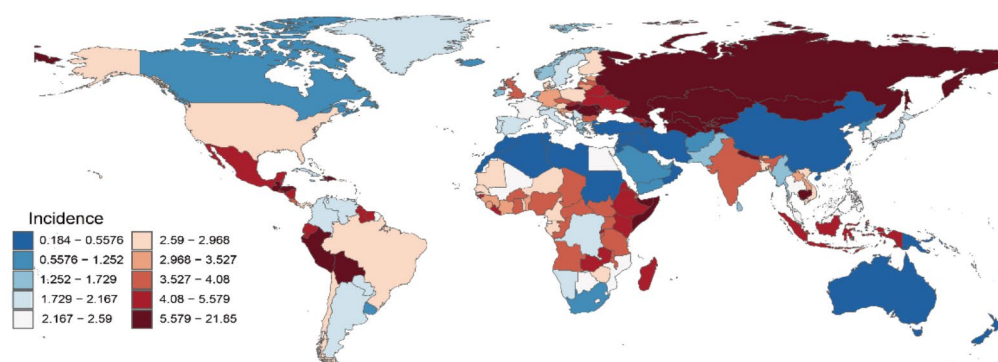 Incidence
0.184 – 0.5576
0.5576 – 1.252
1.252 – 1.729
1.729 – 2.167
2.167 – 2.59
2.59 – 2.968
2.968 – 3.527
3.527 – 4.08
4.08 – 5.579
5.579 – 21.85